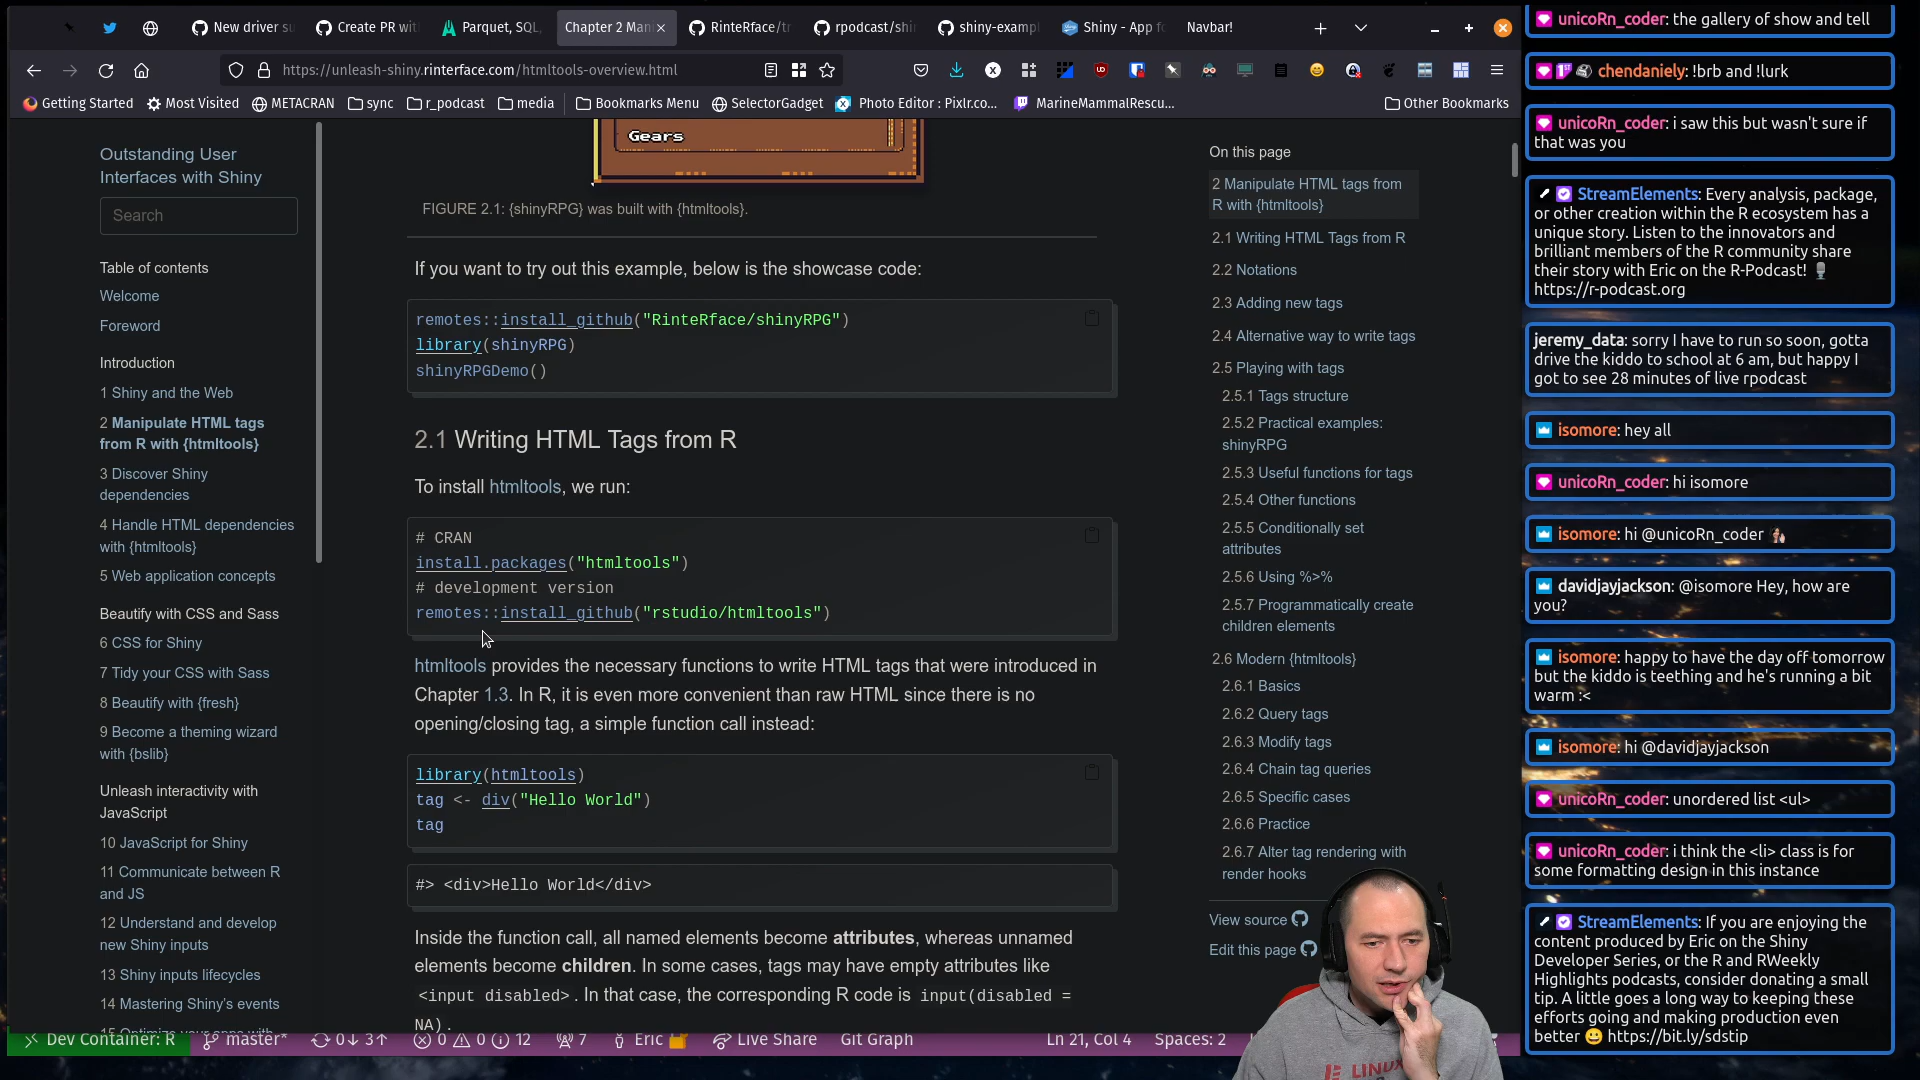 New driver su
Create PR wit
Parquet, SQL,
Chapter 2 Mani
RinteRface/tr
rpodcast/shi
shiny-examp
Shiny - App fo
Navbar!
https://unleash-shiny.rinterface.com/htmltools-overview.html
Getting Started
Most Visited
METACRAN
sync
r_podcast
media
Bookmarks Menu
SelectorGadget
Photo Editor : Pixlr.co...
MarineMammalRescu...
Other Bookmarks
Outstanding User
Interfaces with Shiny
Search
Table of contents
Welcome
Foreword
Introduction
1 Shiny and the Web
2 Manipulate HTML tags
from R with {htmltools}
3 Discover Shiny
dependencies
4 Handle HTML dependencies
with {htmltools}
5 Web application concepts
Beautify with CSS and Sass
6 CSS for Shiny
7 Tidy your CSS with Sass
8 Beautify with {fresh}
9 Become a theming wizard
with {bslib}
Unleash interactivity with
JavaScript
10 JavaScript for Shiny
11 Communicate between R
and JS
12 Understand and develop
new Shiny inputs
13 Shiny inputs lifecycles
14 Mastering Shiny's events
15 Optimize your apps with
Gears
FIGURE 2.1: {shinyRPG} was built with {htmltools}.
If you want to try out this example, below is the showcase code:
remotes::install_github("RinteRface/shinyRPG")
library(shinyRPG)
shinyRPGDemo()
2.1 Writing HTML Tags from R
To install htmltools, we run:
# CRAN
install.packages("htmltools")
# development version
remotes::install_github("rstudio/htmltools")
htmltools provides the necessary functions to write HTML tags that were introduced in
Chapter 1.3. In R, it is even more convenient than raw HTML since there is no
opening/closing tag, a simple function call instead:
library(htmltools)
tag <- div("Hello World")
tag
#> <div>Hello World</div>
Inside the function call, all named elements become attributes, whereas unnamed
elements become children. In some cases, tags may have empty attributes like
<input disabled>. In that case, the corresponding R code is input(disabled =
NA).
On this page
2 Manipulate HTML tags from
R with {htmltools}
2.1 Writing HTML Tags from R
2.2 Notations
2.3 Adding new tags
2.4 Alternative way to write tags
2.5 Playing with tags
2.5.1 Tags structure
2.5.2 Practical examples:
shinyRPG
2.5.3 Useful functions for tags
2.5.4 Other functions
2.5.5 Conditionally set
attributes
2.5.6 Using %>%
2.5.7 Programmatically create
children elements
2.6 Modern {htmltools}
2.6.1 Basics
2.6.2 Query tags
2.6.3 Modify tags
2.6.4 Chain tag queries
2.6.5 Specific cases
2.6.6 Practice
2.6.7 Alter tag rendering with
render hooks
View source
Edit this page
Dev Container: R
master*
0↓ 3↑
0
0
12
7
Eric
Live Share
Git Graph
Ln 21, Col 4
Spaces: 2
unicoRn_coder: the gallery of show and tell
chendaniely: !brb and !lurk
unicoRn_coder: i saw this but wasn't sure if
that was you
StreamElements: Every analysis, package,
or other creation within the R ecosystem has a
unique story. Listen to the innovators and
brilliant members of the R community share
their story with Eric on the R-Podcast! 🎙️
https://r-podcast.org
jeremy_data: sorry I have to run so soon, gotta
drive the kiddo to school at 6 am, but happy I
got to see 28 minutes of live rpodcast
isomore: hey all
unicoRn_coder: hi isomore
isomore: hi @unicoRn_coder
davidjayjackson: @isomore Hey, how are
you?
isomore: happy to have the day off tomorrow
but the kiddo is teething and he's running a bit
warm :<
isomore: hi @davidjayjackson
unicoRn_coder: unordered list <ul>
unicoRn_coder: i think the <li> class is for
some formatting design in this instance
StreamElements: If you are enjoying the
content produced by Eric on the Shiny
Developer Series, or the R and RWeekly
Highlights podcasts, consider donating a small
tip. A little goes a long way to keeping these
efforts going and making production even
better 😀 https://bit.ly/sdstip
LINUX